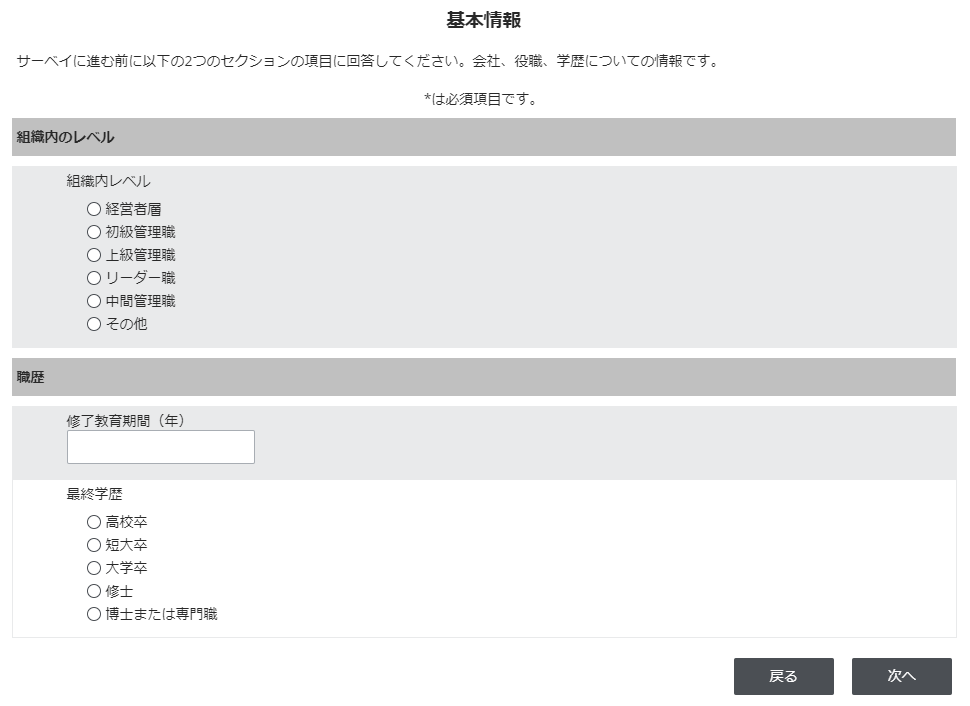 基本情報
サーベイに進む前に以下の2つのセクションの項目に回答してください。会社、役職、学歴についての情報です。
*は必須項目です。
組織内のレベル
組織内レベル
経営者層
初級管理職
上級管理職
リーダー職
中間管理職
その他
職歴
修了教育期間（年）
最終学歴
高校卒
短大卒
大学卒
修士
博士または専門職
戻る
次へ